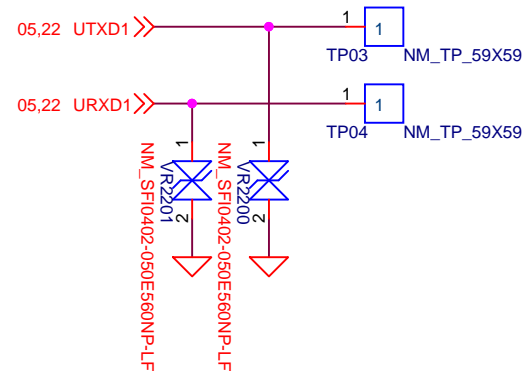 05,22 UTXD1
1
1
TP03 NM_TP_59X59
05,22 URXD1
1
1
TP04 NM_TP_59X59
1
2
VR2201
NM_SFI0402-050E560NP-LF
1
2
VR2200
NM_SFI0402-050E560NP-LF